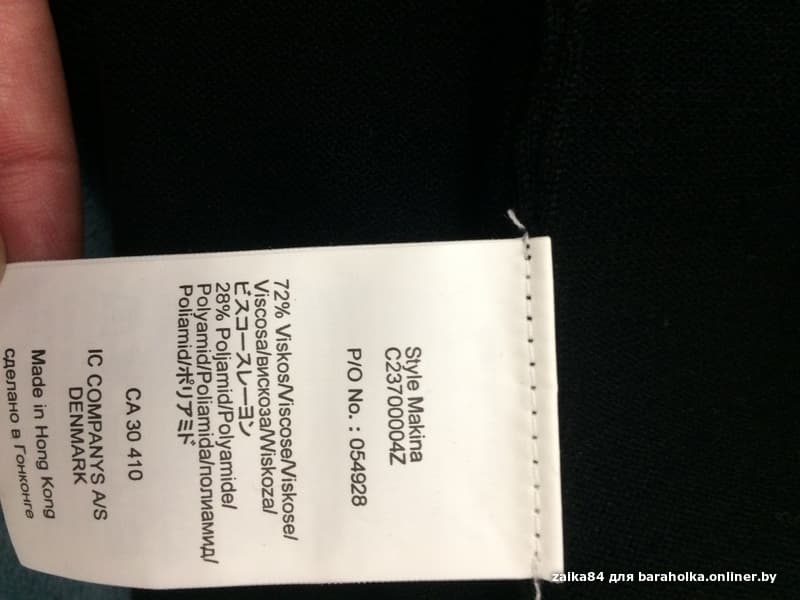 Style Makina
C23700004Z
P/O No. : 054928
72% Viskos/Viscose/Viskose/
Viscosa/вискоза/Wiskoza/
ビスコースレーヨン
28% Poljamid/Polyamide/
Polyamid/Poliamida/полиамид/
Poliamid/ポリアミド
CA 30 410
IC COMPANYS A/S
DENMARK
Made in Hong Kong
сделано в Гонконге
zaika84 для baraholka.onliner.by